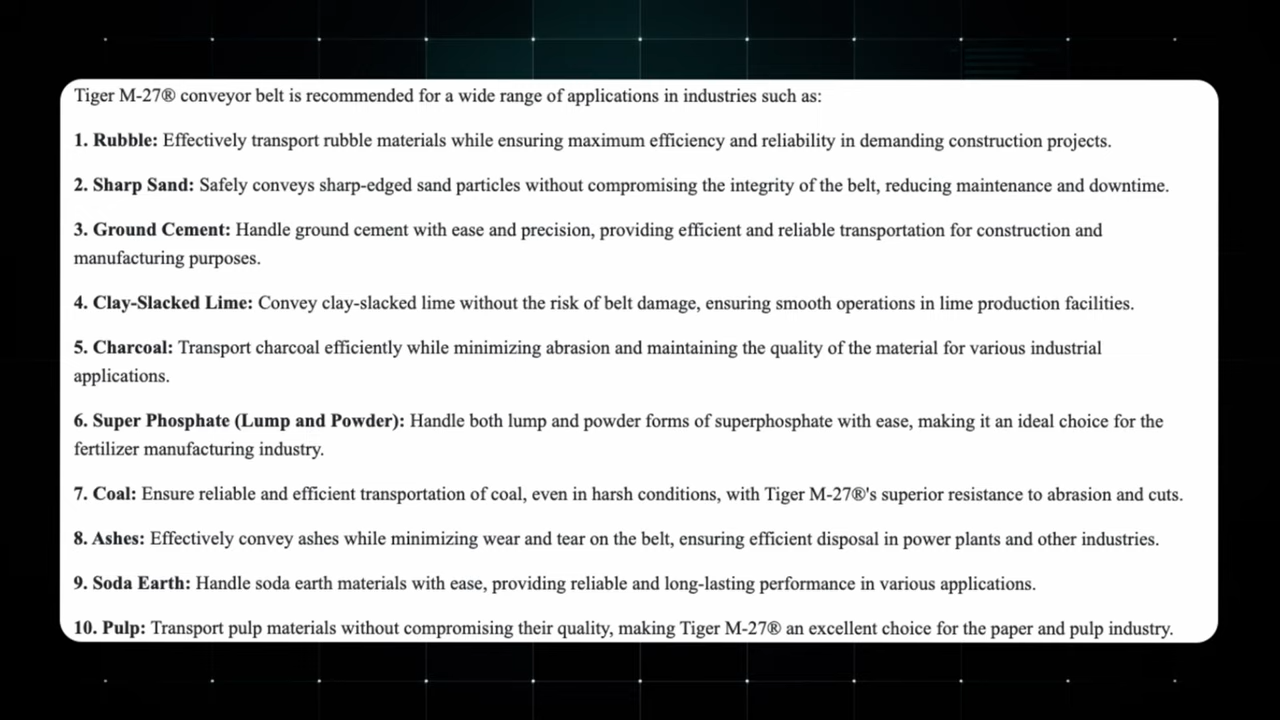 Tiger M-27® conveyor belt is recommended for a wide range of applications in industries such as:
1. Rubble: Effectively transport rubble materials while ensuring maximum efficiency and reliability in demanding construction projects.
2. Sharp Sand: Safely conveys sharp-edged sand particles without compromising the integrity of the belt, reducing maintenance and downtime.
3. Ground Cement: Handle ground cement with ease and precision, providing efficient and reliable transportation for construction and
manufacturing purposes.
4. Clay-Slacked Lime: Convey clay-slacked lime without the risk of belt damage, ensuring smooth operations in lime production facilities.
5. Charcoal: Transport charcoal efficiently while minimizing abrasion and maintaining the quality of the material for various industrial
applications.
6. Super Phosphate (Lump and Powder): Handle both lump and powder forms of superphosphate with ease, making it an ideal choice for the
fertilizer manufacturing industry.
7. Coal: Ensure reliable and efficient transportation of coal, even in harsh conditions, with Tiger M-27®'s superior resistance to abrasion and cuts.
8. Ashes: Effectively convey ashes while minimizing wear and tear on the belt, ensuring efficient disposal in power plants and other industries.
9. Soda Earth: Handle soda earth materials with ease, providing reliable and long-lasting performance in various applications.
10. Pulp: Transport pulp materials without compromising their quality, making Tiger M-27® an excellent choice for the paper and pulp industry.